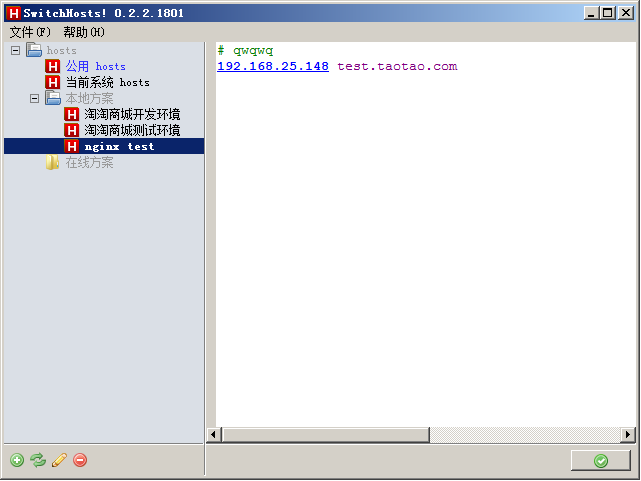 SwitchHosts! 0.2.2.1801
文件(F) 帮助(H)
hosts
公用 hosts
当前系统 hosts
本地方案
淘淘商城开发环境
淘淘商城测试环境
nginx test
在线方案
# qwqwq
192.168.25.148 test.taotao.com